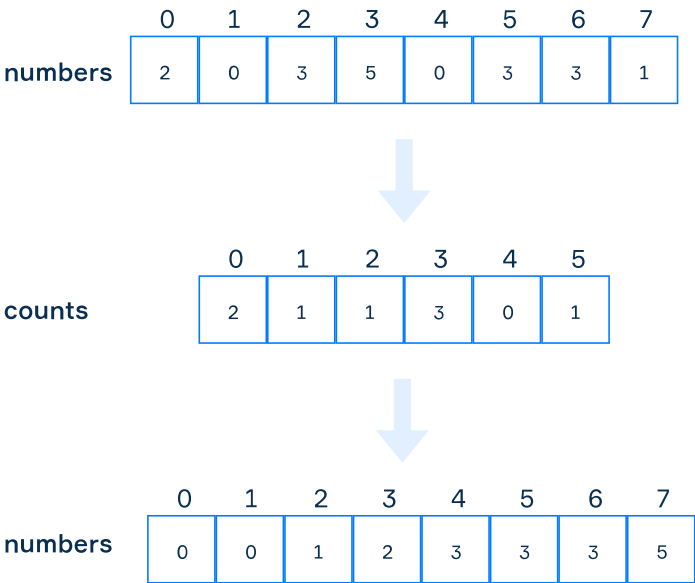 0 1 2 3 4 5 6 7
numbers 2 0 3 5 0 3 3 1
0 1 2 3 4 5
counts 2 1 1 3 0 1
0 1 2 3 4 5 6 7
numbers 0 0 1 2 3 3 3 5